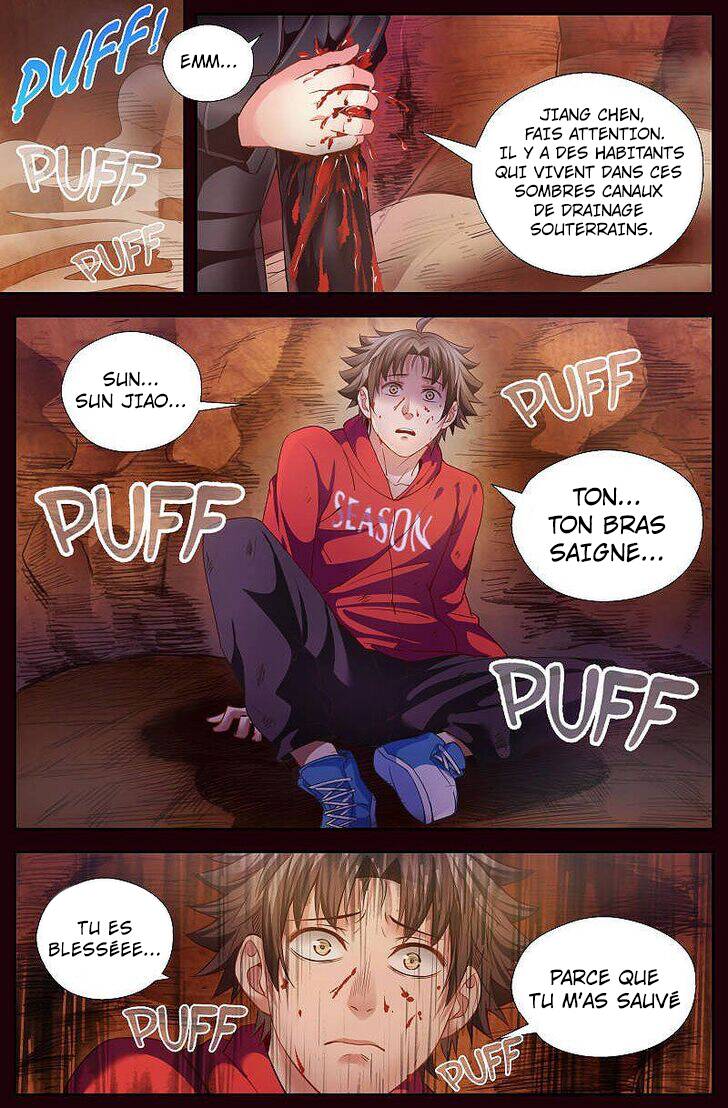 PUFF!
PUFF
PUFF
EMM...
JIANG CHEN,
FAIS ATTENTION.
IL Y A DES HABITANTS
QUI VIVENT DANS CES
SOMBRES CANAUX
DE DRAINAGE
SOUTERRAINS.
SUN...
SUN JIAO...
PUFF
PUFF
SEASON
TON...
TON BRAS
SAIGNE...
PUFF
TU ES
BLESSÉEE...
PUFF
PARCE QUE
TU M'AS SAUVÉ
PUFF